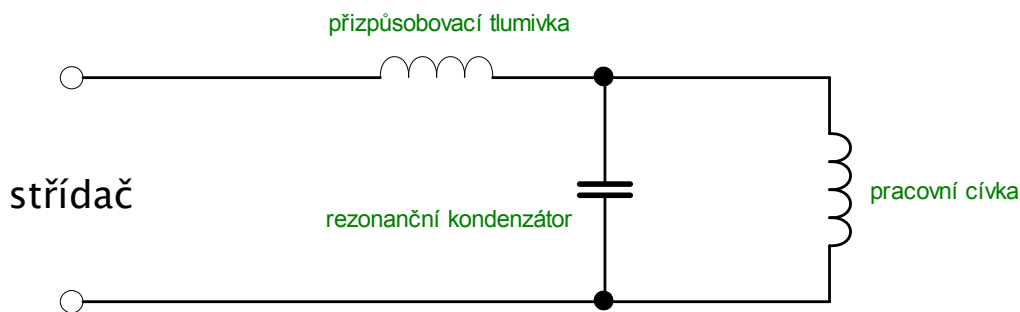 přizpůsobovací tlumivka
střídač
rezonanční kondenzátor
pracovní cívka